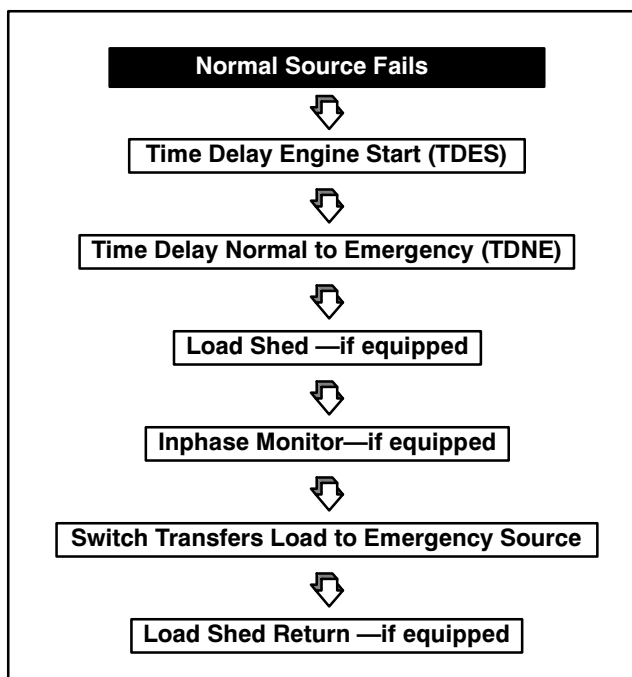 Normal Source Fails
Time Delay Engine Start (TDES)
Time Delay Normal to Emergency (TDNE)
Load Shed —if equipped
Inphase Monitor—if equipped
Switch Transfers Load to Emergency Source
Load Shed Return —if equipped